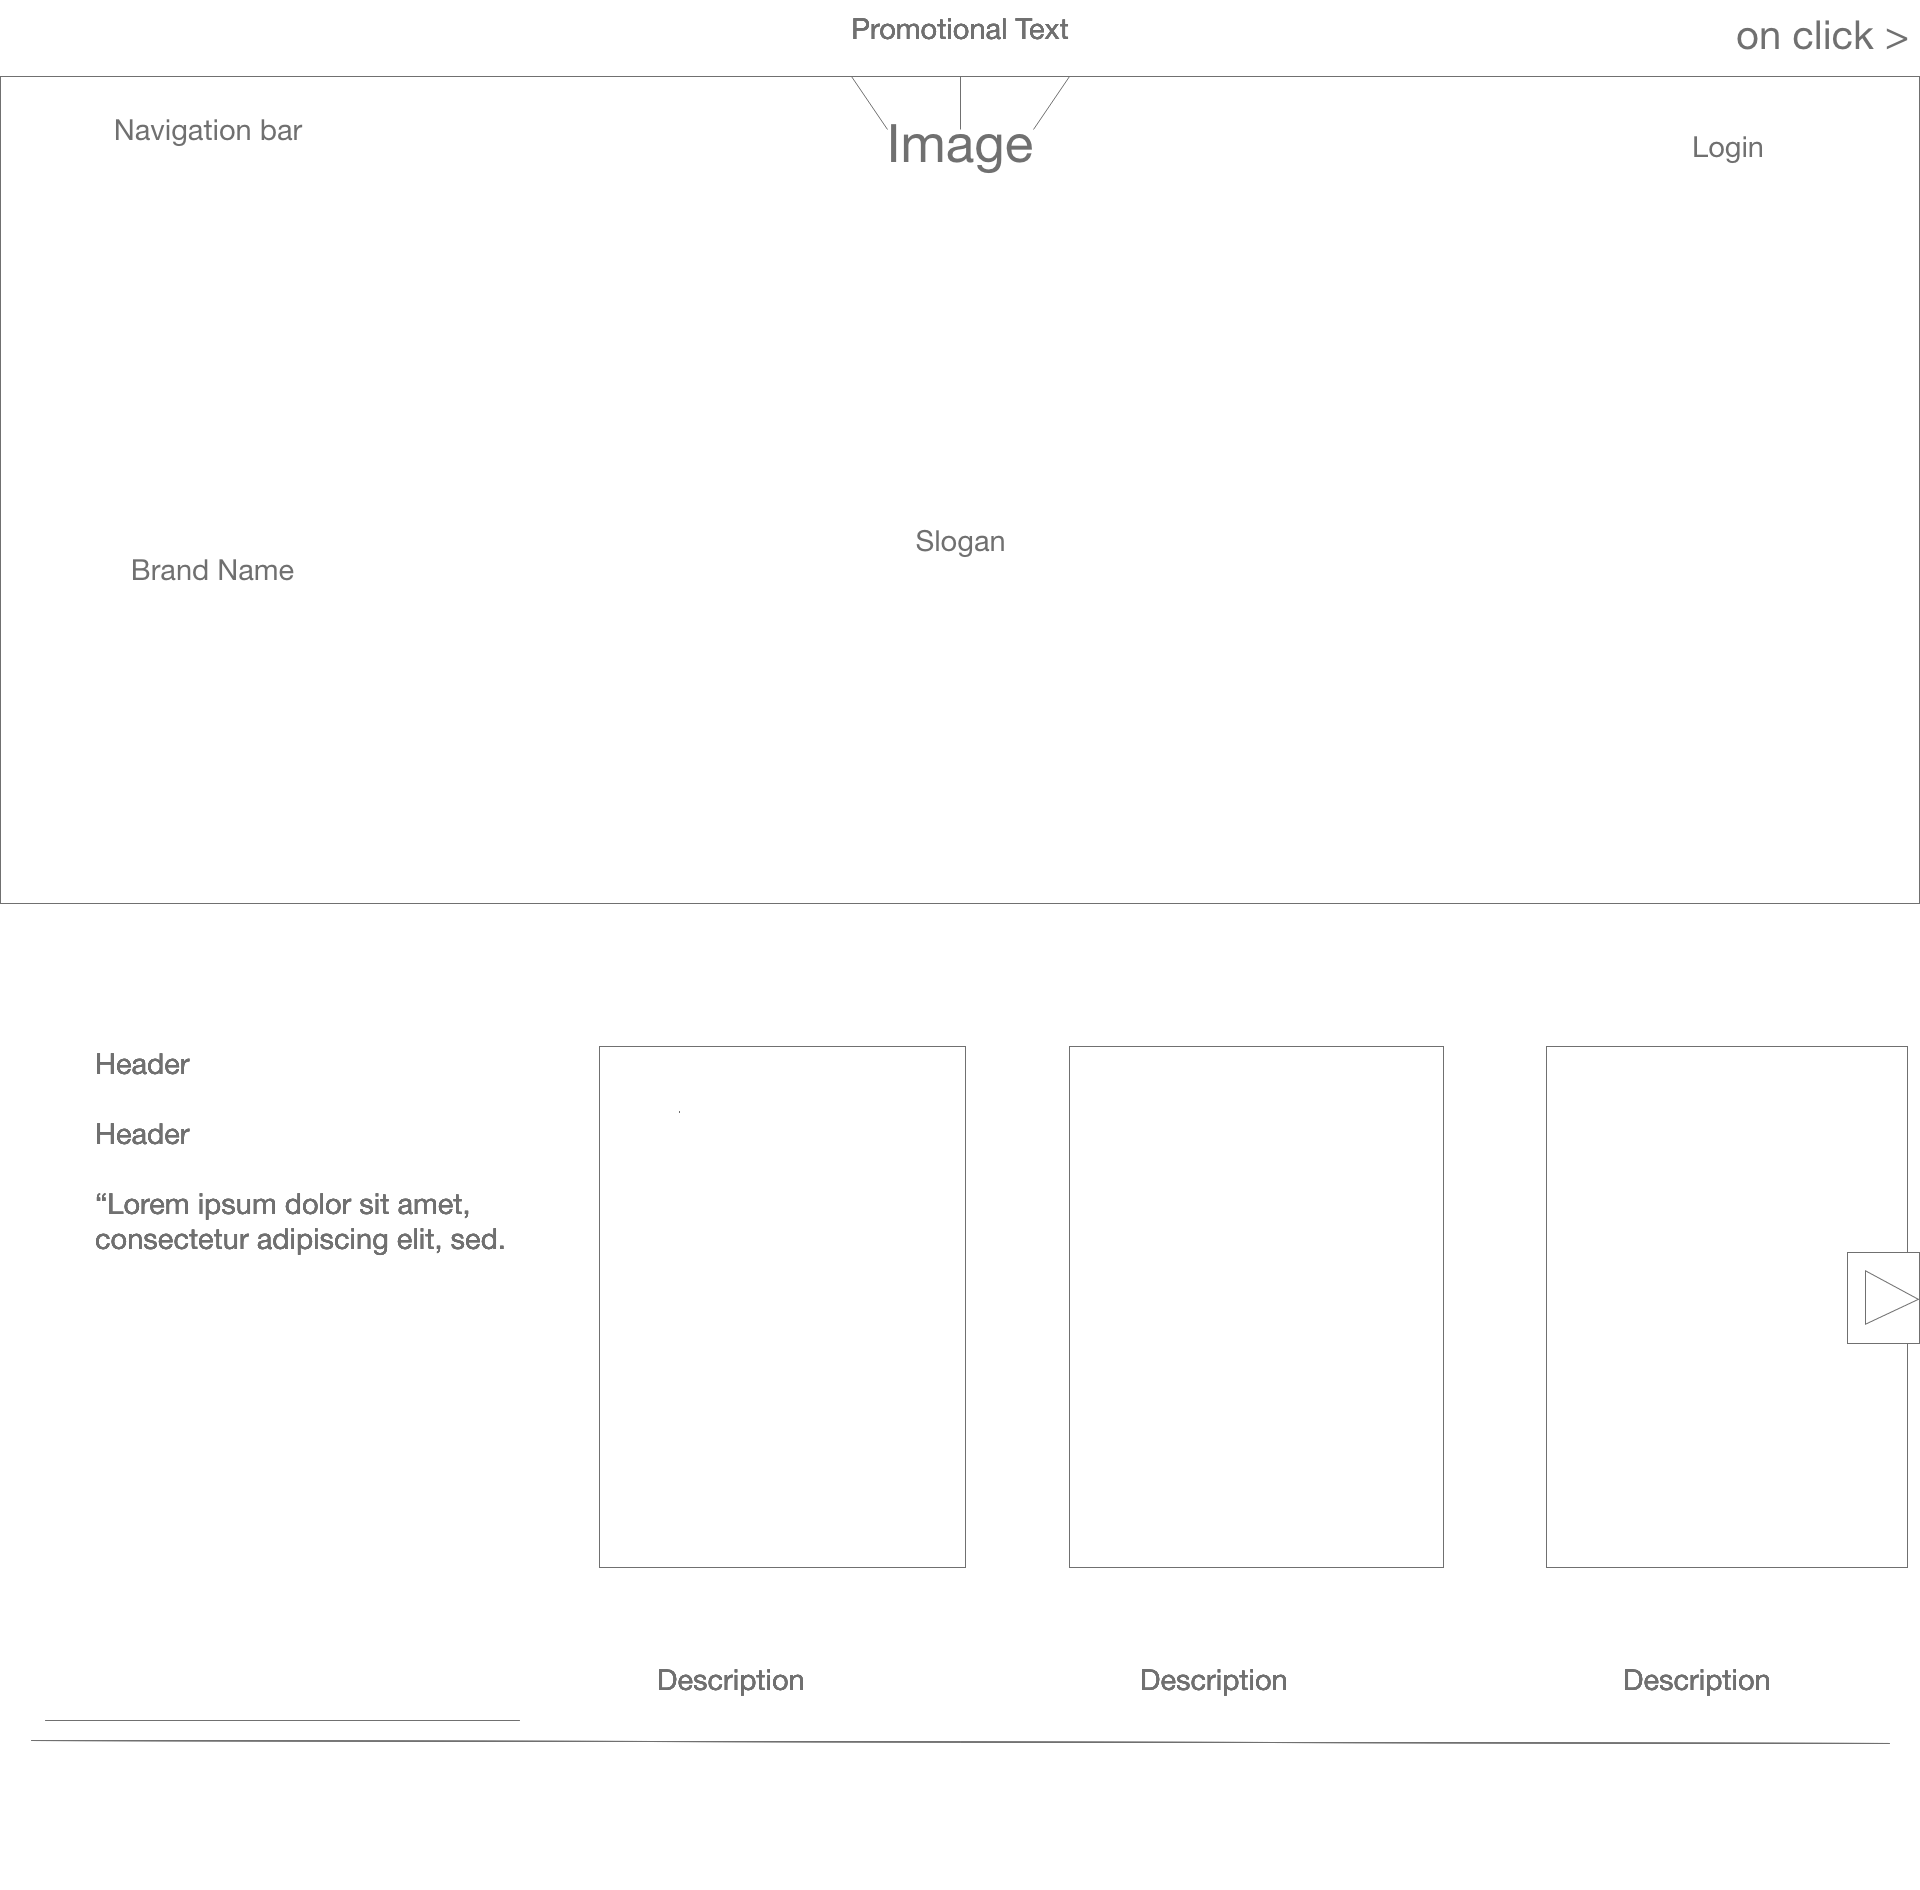 Promotional Text
on click >
Navigation bar
Image
Login
Slogan
Brand Name
Header
Header
“Lorem ipsum dolor sit amet,
consectetur adipiscing elit, sed.
Description
Description
Description